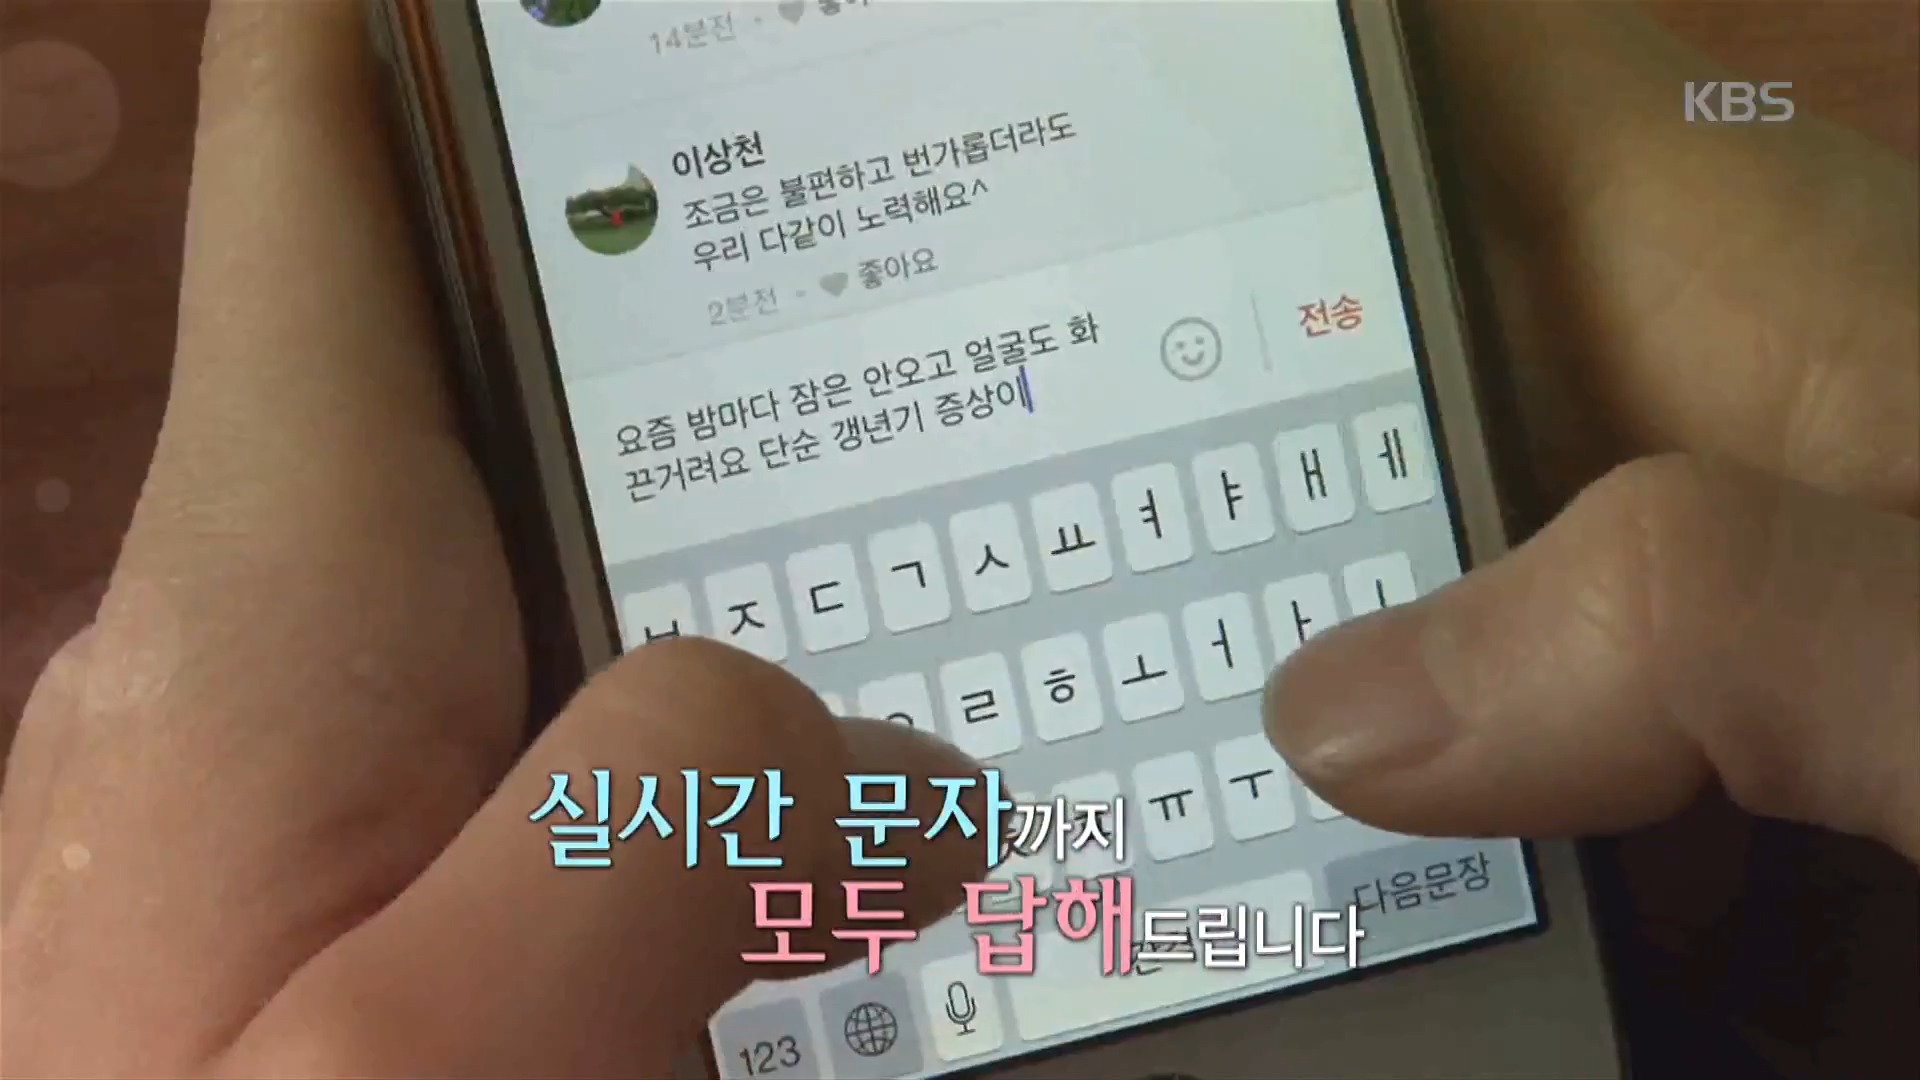 14분전
KBS
이상천
조금은 불편하고 번가롭더라도
우리 다같이 노력해요^
2분전 · 좋아요
전송
요즘 밤마다 잠은 안오고 얼굴도 화
끈거려요 단순 갱년기 증상이
ㅂ ㅈ ㄷ ㄱ ㅅ ㅛ ㅕ ㅑ ㅐ ㅔ
ㄹ ㅎ ㅗ ㅓ ㅏ ㅣ
ㅠ ㅜ
실시간 문자까지
모두 답해드립니다
다음문장
123